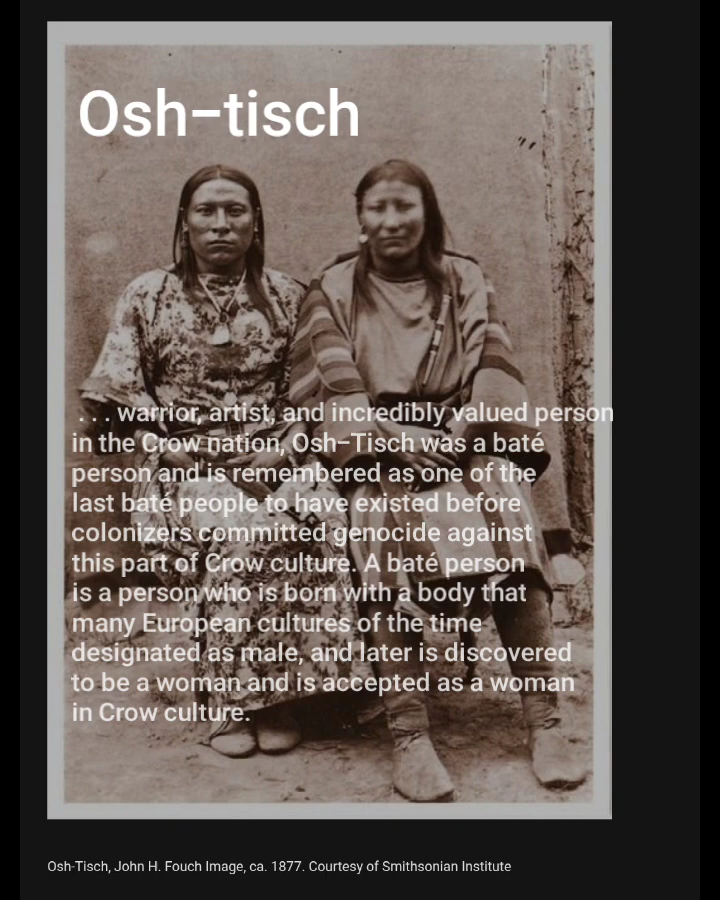 Osh-tisch
. . . warrior, artist, and incredibly valued person
in the Crow nation, Osh-Tisch was a baté
person and is remembered as one of the
last baté people to have existed before
colonizers committed genocide against
this part of Crow culture. A baté person
is a person who is born with a body that
many European cultures of the time
designated as male, and later is discovered
to be a woman and is accepted as a woman
in Crow culture.
Osh-Tisch, John H. Fouch Image, ca. 1877. Courtesy of Smithsonian Institute